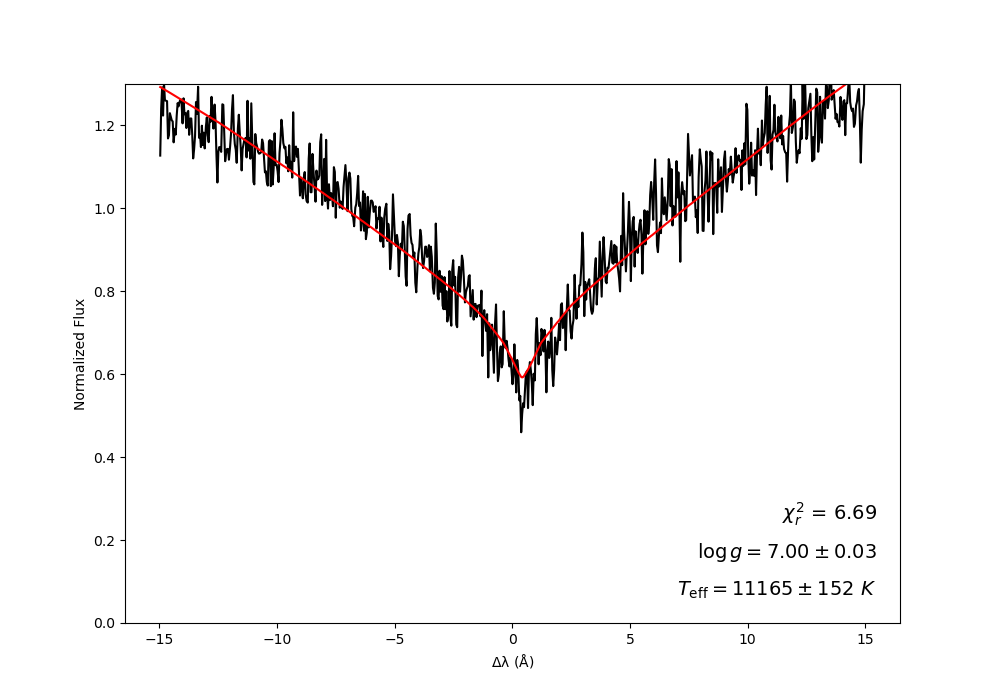 1.2
1.0
0.8
0.6
0.4
0.2
0.0
Normalized Flux
χ²ᵣ = 6.69
log g = 7.00 ± 0.03
T_eff = 11165 ± 152 K
−15 −10 −5 0 5 10 15
Δλ (Å)